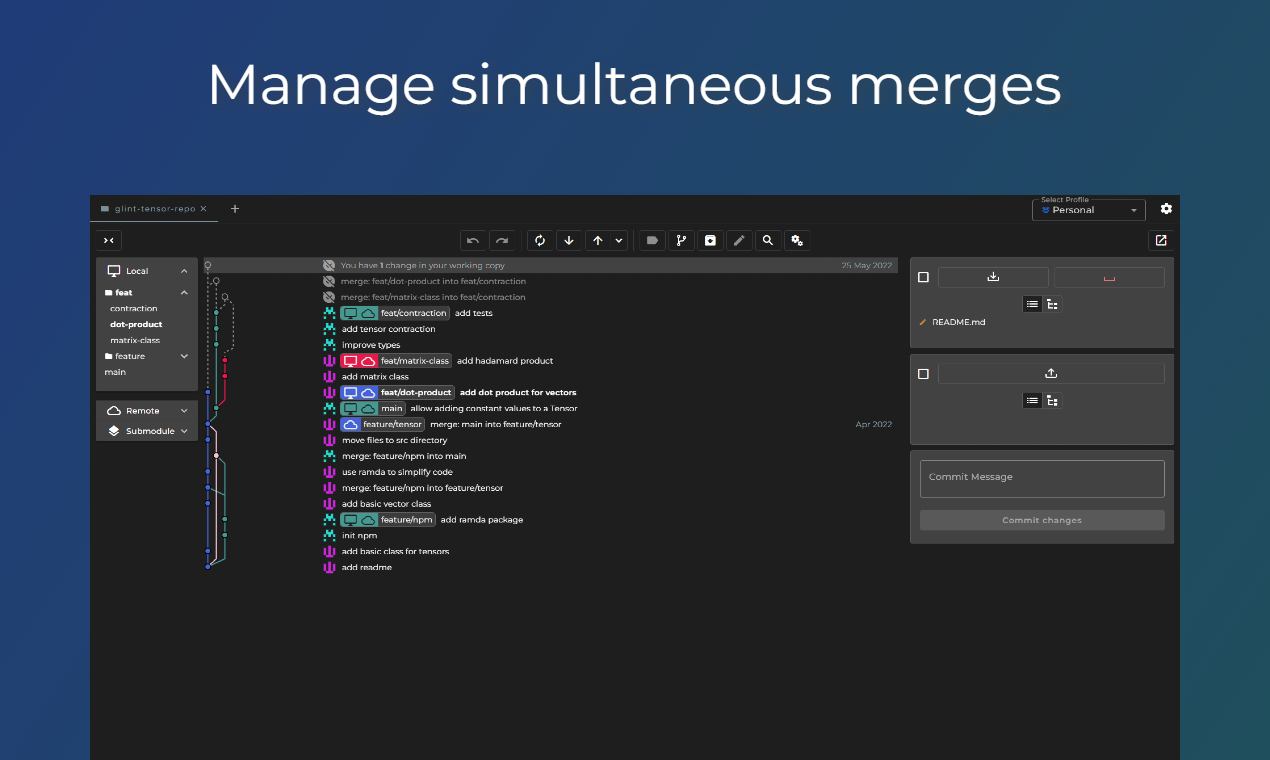 Manage simultaneous merges
glint-tensor-repo
Select Profile
Personal
Local
feat
contraction
dot-product
matrix-class
feature
main
Remote
Submodule
You have 1 change in your working copy 25 May 2022
merge: feat/dot-product into feat/contraction
merge: feat/matrix-class into feat/contraction
feat/contraction add tests
add tensor contraction
improve types
feat/matrix-class add hadamard product
add matrix class
feat/dot-product add dot product for vectors
main allow adding constant values to a Tensor
feature/tensor merge: main into feature/tensor Apr 2022
move files to src directory
merge: feature/npm into main
use ramda to simplify code
merge: feature/npm into feature/tensor
add basic vector class
feature/npm add ramda package
init npm
add basic class for tensors
add readme
README.md
Commit Message
Commit changes